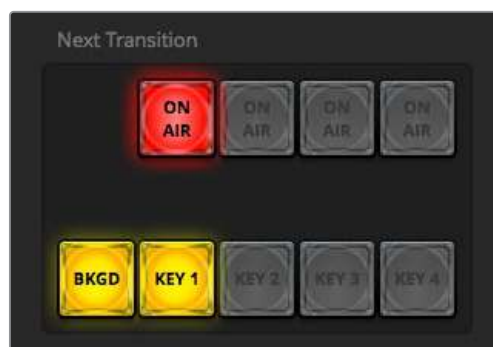 Next Transition
ON AIR ON AIR ON AIR ON AIR
BKGD KEY 1 KEY 2 KEY 3 KEY 4